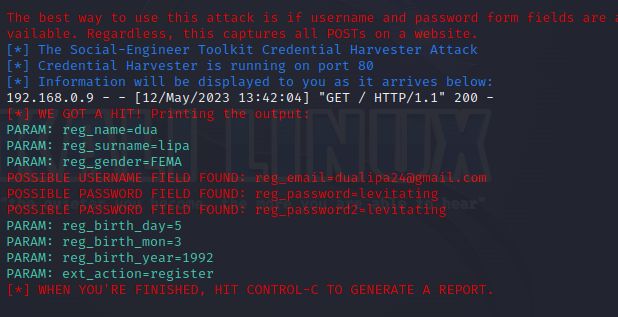 The best way to use this attack is if username and password form fields are a
vailable. Regardless, this captures all POSTs on a website.
[*] The Social-Engineer Toolkit Credential Harvester Attack
[*] Credential Harvester is running on port 80
[*] Information will be displayed to you as it arrives below:
192.168.0.9 - - [12/May/2023 13:42:04] "GET / HTTP/1.1" 200 -
[*] WE GOT A HIT! Printing the output:
PARAM: reg_name=dua
PARAM: reg_surname=lipa
PARAM: reg_gender=FEMA
POSSIBLE USERNAME FIELD FOUND: reg_email=dualipa24@gmail.com
POSSIBLE PASSWORD FIELD FOUND: reg_password=levitating
POSSIBLE PASSWORD FIELD FOUND: reg_password2=levitating
PARAM: reg_birth_day=5
PARAM: reg_birth_mon=3
PARAM: reg_birth_year=1992
PARAM: ext_action=register
[*] WHEN YOU'RE FINISHED, HIT CONTROL-C TO GENERATE A REPORT.